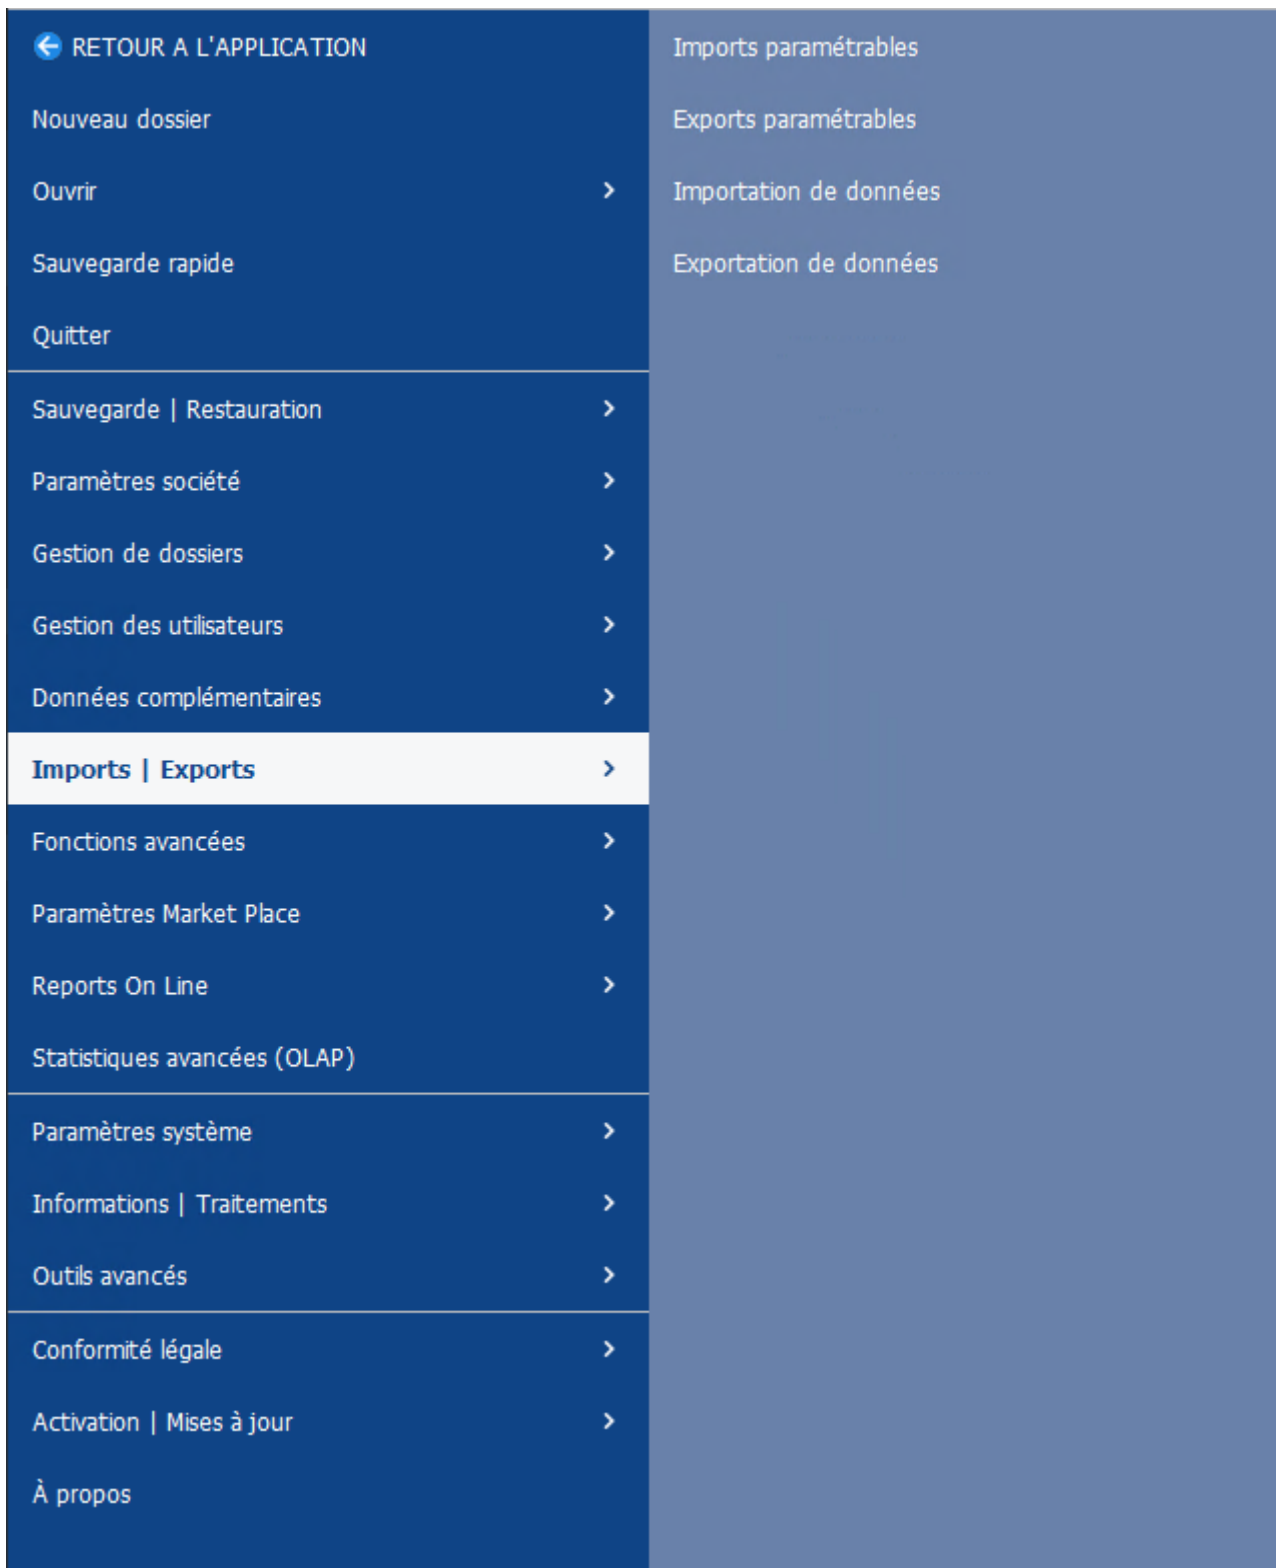 RETOUR A L'APPLICATION
Nouveau dossier
Ouvrir
Sauvegarde rapide
Quitter
Sauvegarde | Restauration
Paramètres société
Gestion de dossiers
Gestion des utilisateurs
Données complémentaires
Imports | Exports
Fonctions avancées
Paramètres Market Place
Reports On Line
Statistiques avancées (OLAP)
Paramètres système
Informations | Traitements
Outils avancés
Conformité légale
Activation | Mises à jour
À propos
Imports paramétrables
Exports paramétrables
Importation de données
Exportation de données